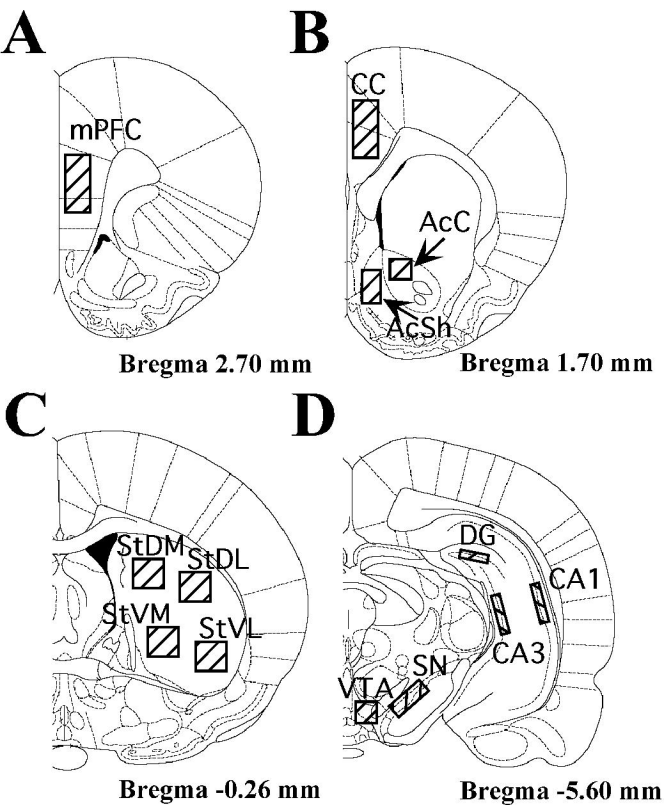 A
mPFC
Bregma 2.70 mm
B
CC
AcC
AcSh
Bregma 1.70 mm
C
StDM
StDL
StVM
StVL
Bregma -0.26 mm
D
DG
CA1
CA3
SN
VTA
Bregma -5.60 mm